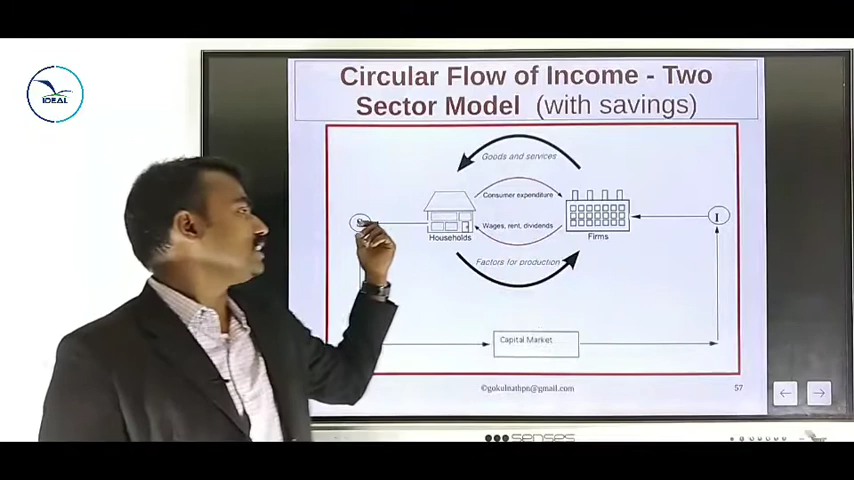 IDEAL
Circular Flow of Income - Two
Sector Model (with savings)
Goods and services
Consumer expenditure
I
Wages, rent, dividends
Households
Firms
Factors for production
Capital Market
©gokulnathpn@gmail.com
57
senses